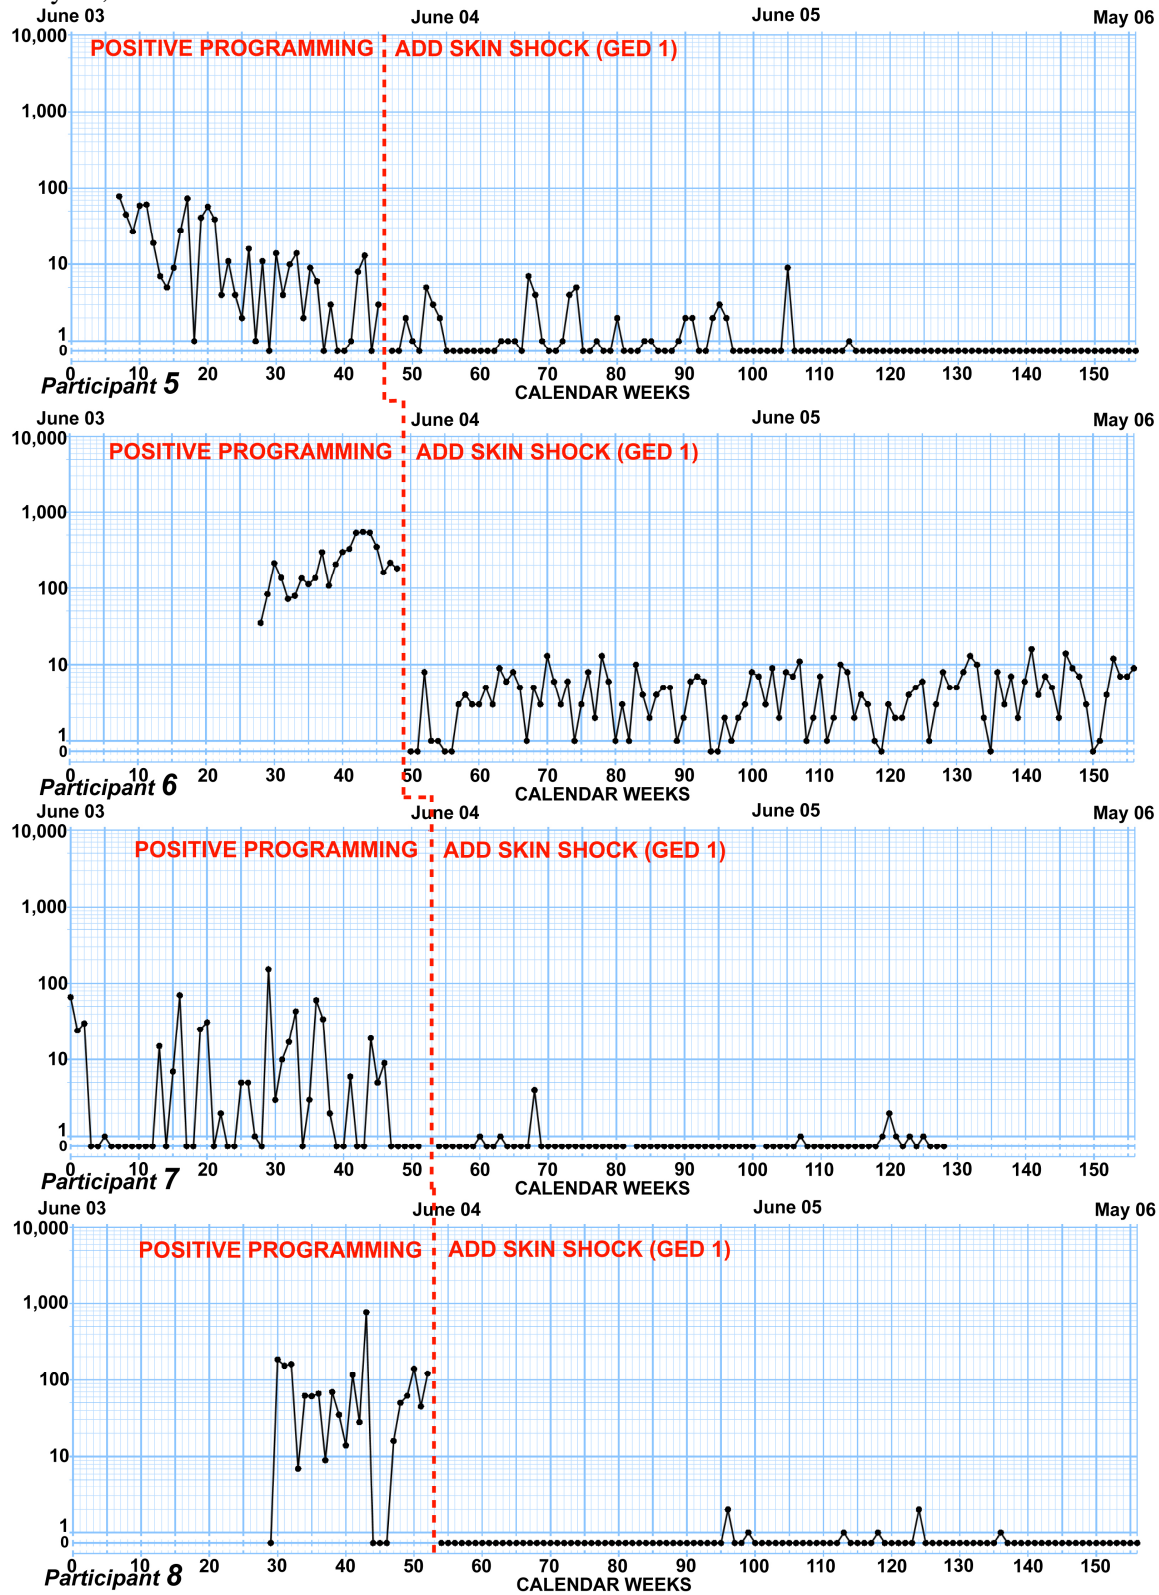 June 03 June 04 June 05 May 06
10,000 POSITIVE PROGRAMMING ADD SKIN SHOCK (GED 1)
1,000
100
10
1
0
0 10 20 30 40 50 60 70 80 90 100 110 120 130 140 150
Participant 5 CALENDAR WEEKS
June 03 June 04 June 05 May 06
10,000 POSITIVE PROGRAMMING ADD SKIN SHOCK (GED 1)
1,000
100
10
1
0
0 10 20 30 40 50 60 70 80 90 100 110 120 130 140 150
Participant 6 CALENDAR WEEKS
June 03 June 04 June 05 May 06
10,000 POSITIVE PROGRAMMING ADD SKIN SHOCK (GED 1)
1,000
100
10
1
0
0 10 20 30 40 50 60 70 80 90 100 110 120 130 140 150
Participant 7 CALENDAR WEEKS
June 03 June 04 June 05 May 06
10,000 POSITIVE PROGRAMMING ADD SKIN SHOCK (GED 1)
1,000
100
10
1
0
0 10 20 30 40 50 60 70 80 90 100 110 120 130 140 150
Participant 8 CALENDAR WEEKS